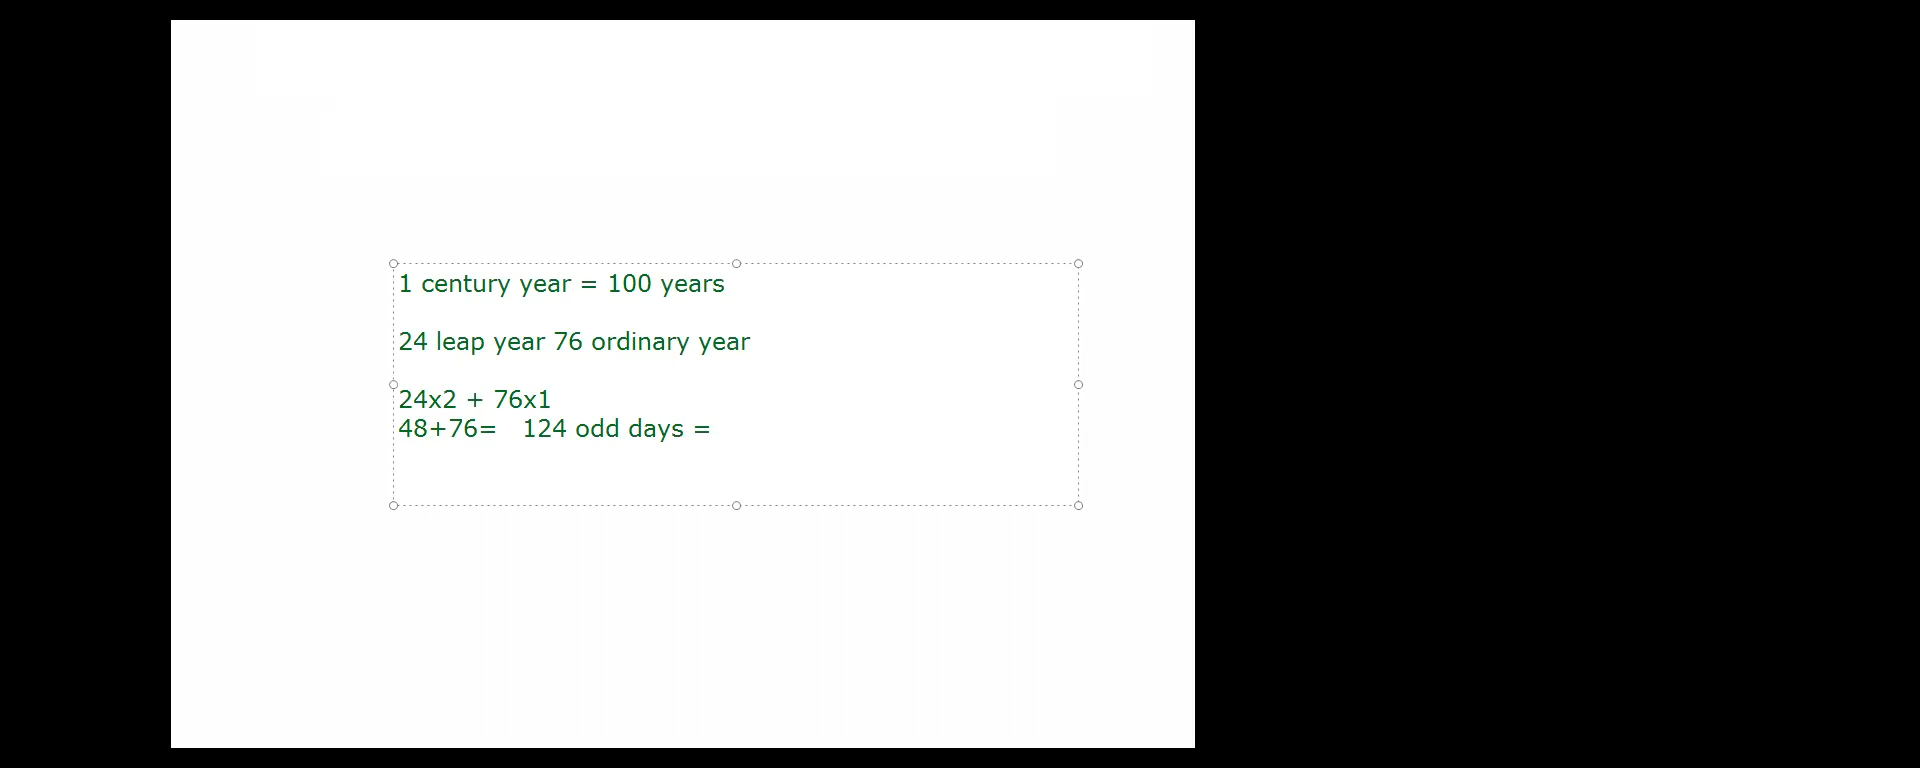 1 century year = 100 years
24 leap year 76 ordinary year
24x2 + 76x1
48+76=   124 odd days =